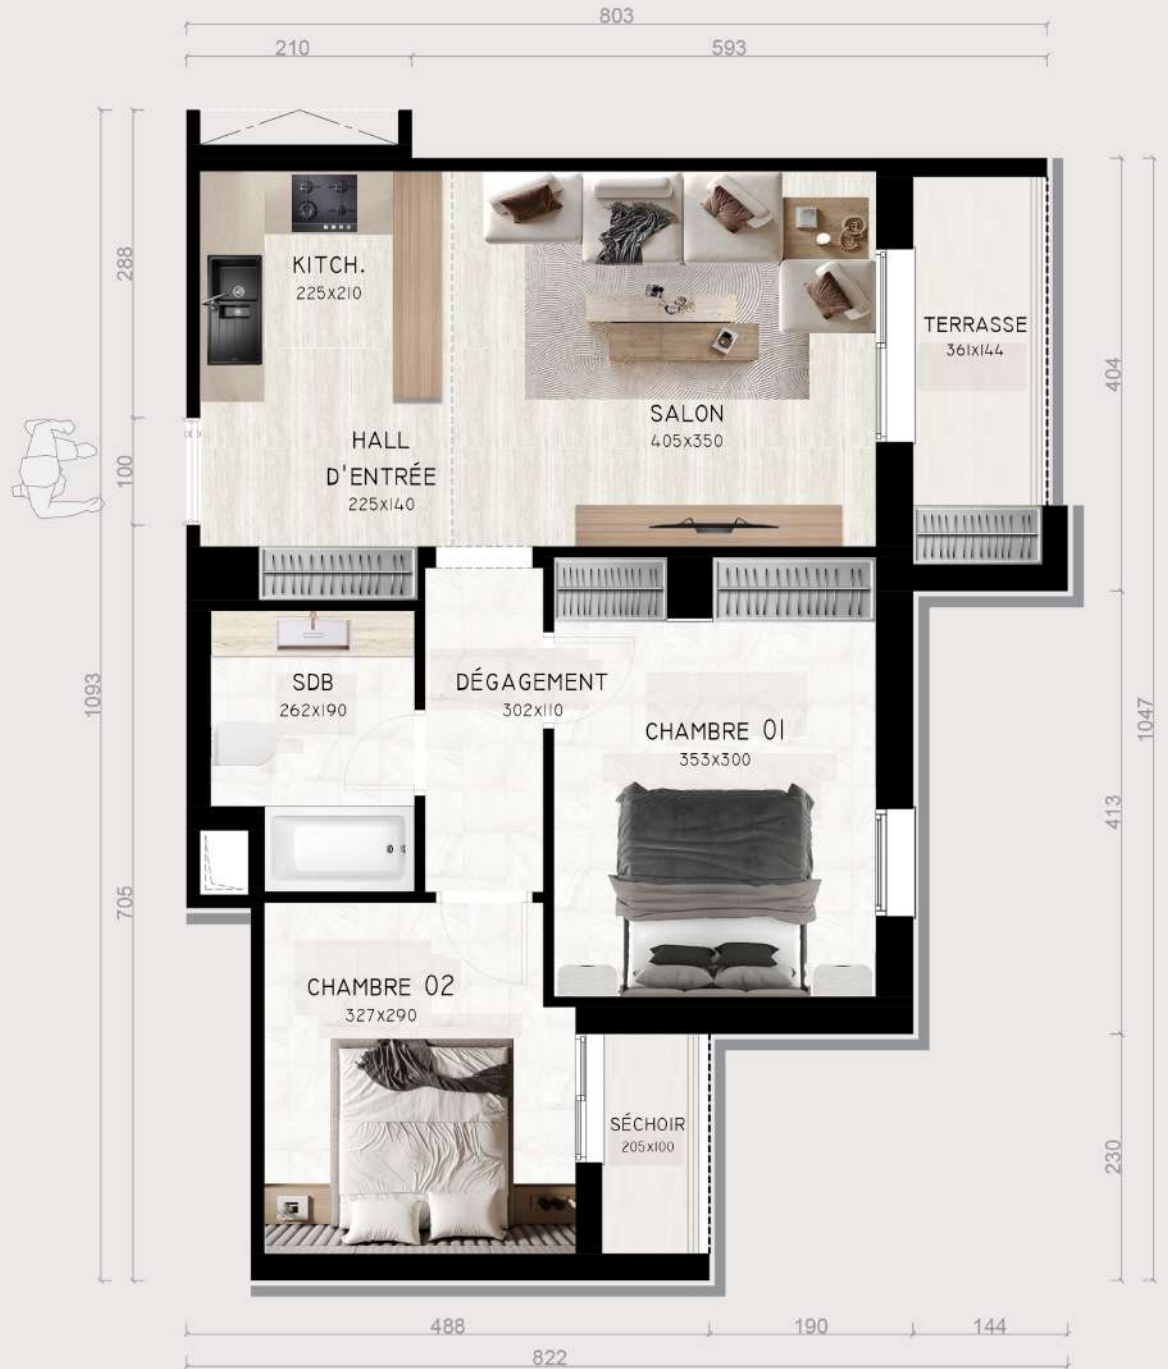 803
210
593
288
KITCH.
225x210
TERRASSE
361x144
404
SALON
405x350
HALL
D'ENTRÉE
225x140
100
SDB
262x190
DÉGAGEMENT
302x110
1093
CHAMBRE 01
353x300
1047
413
705
CHAMBRE 02
327x290
SÉCHOIR
205x100
230
488
190
144
822